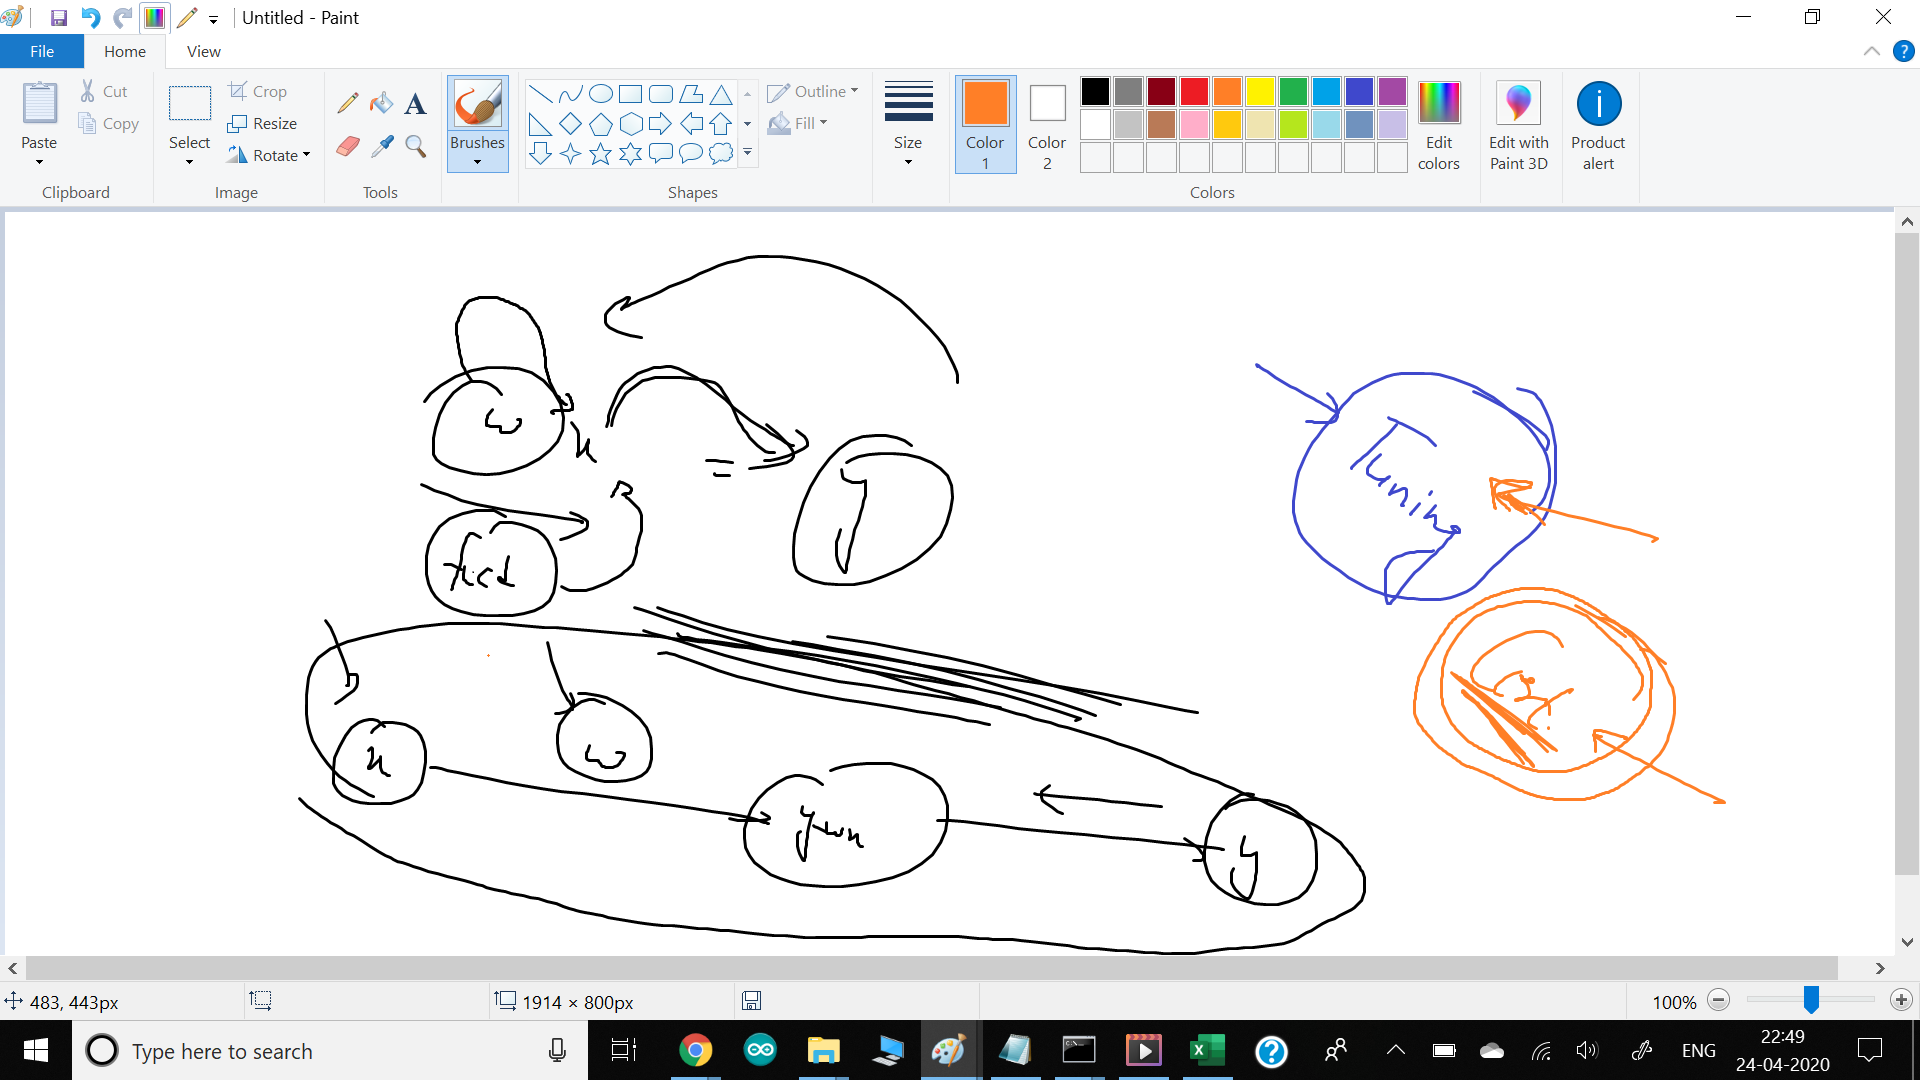 Untitled - Paint
File Home View
Paste
Cut
Copy
Clipboard
Select
Crop
Resize
Rotate
Image
A
Tools
Brushes
Shapes
Outline
Fill
Size
Color 1
Color 2
Edit colors
Colors
Edit with Paint 3D
Product alert
w
x
=
T
Tuning
x
w
y
483, 443px
1914 × 800px
100%
Type here to search
ENG
22:49
24-04-2020